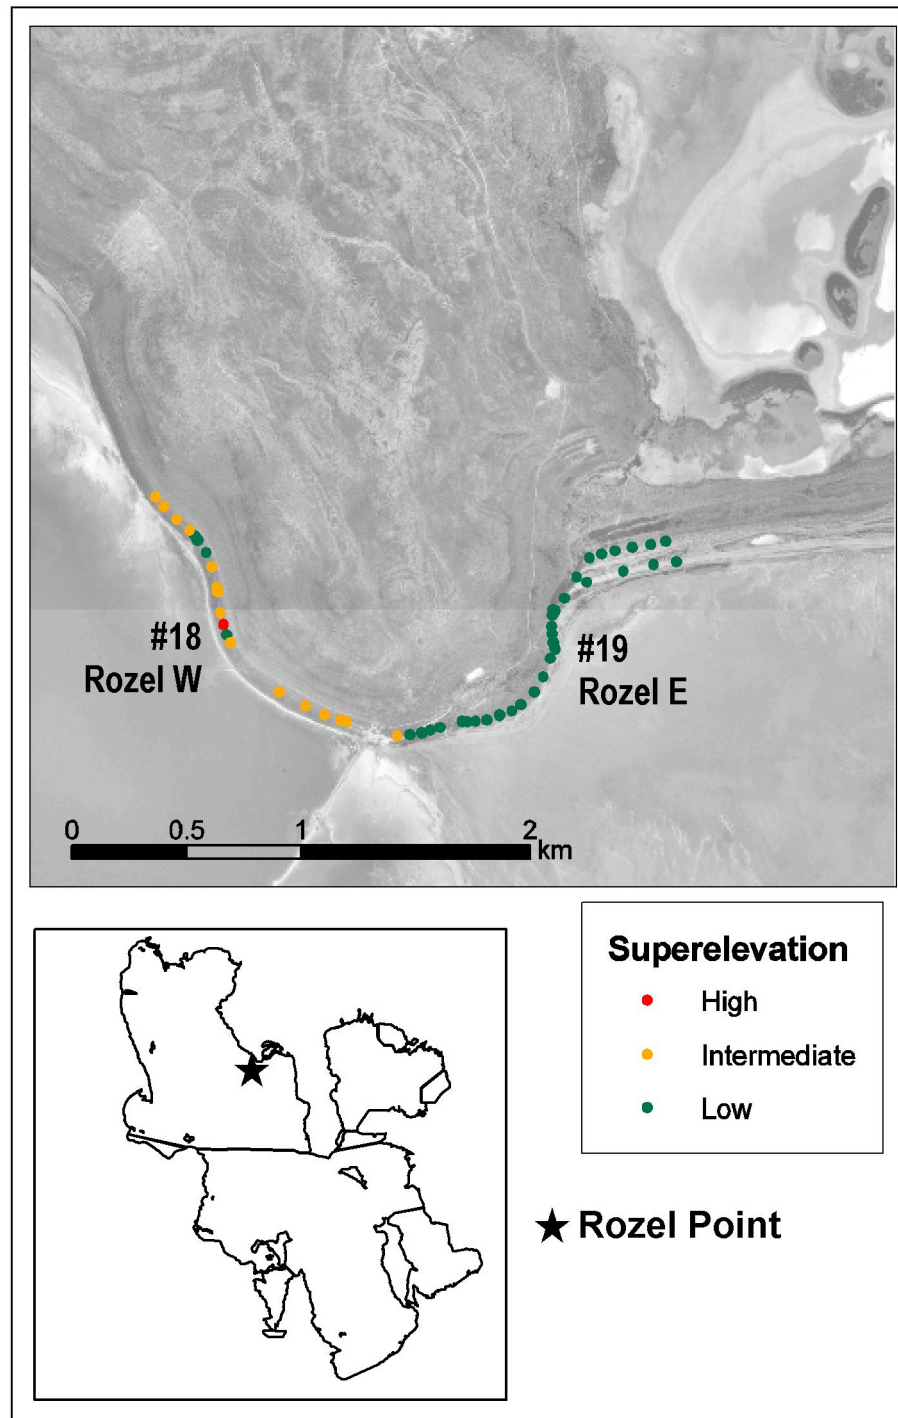 #18
Rozel W
#19
Rozel E
0 0.5 1 2
km
Superelevation
High
Intermediate
Low
Rozel Point